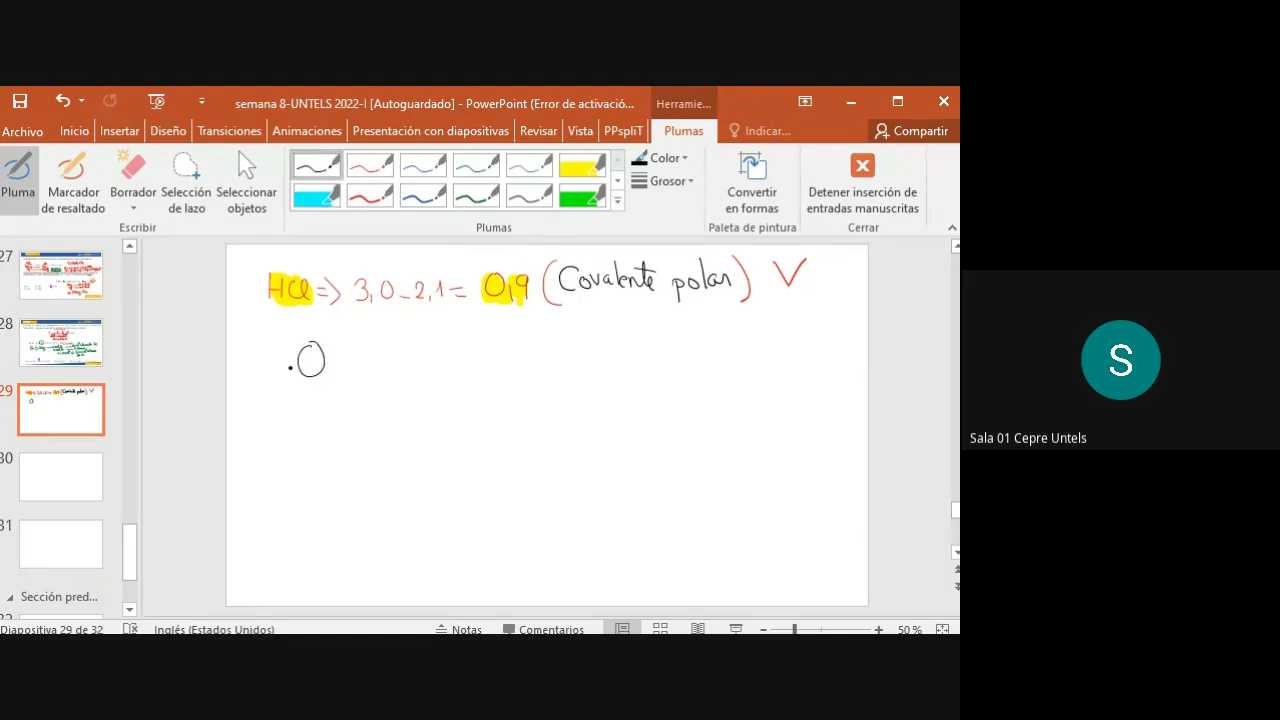 semana 8-UNTELS 2022-I [Autoguardado] - PowerPoint (Error de activació...
Herramie...
Archivo Inicio Insertar Diseño Transiciones Animaciones Presentación con diapositivas Revisar Vista PPspliT Plumas Indicar... Compartir
Pluma
Marcador de resaltado
Borrador
Selección de lazo
Seleccionar objetos
Color
Grosor
Convertir en formas
Detener inserción de entradas manuscritas
Escribir
Plumas
Paleta de pintura
Cerrar
27
28
29
30
31
HCl => 3,0 - 2,1 = 0,9 (Covalente polar) V
.O
S
Sala 01 Cepre Untels
Sección pred...
Diapositiva 29 de 32
Inglés (Estados Unidos)
Notas
Comentarios
50 %